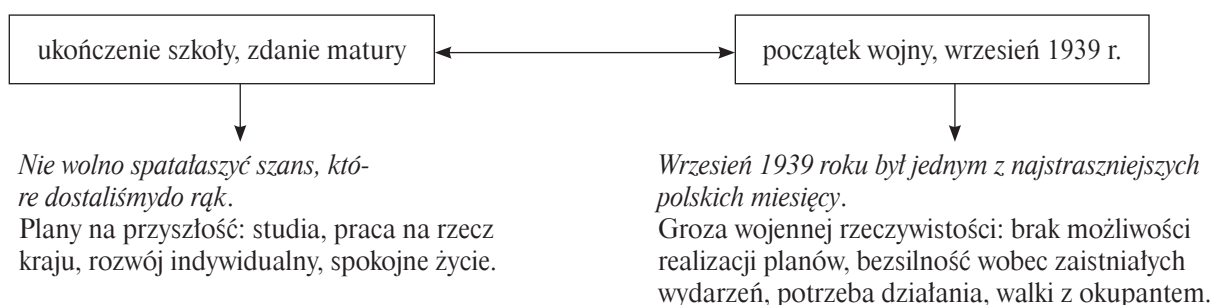 ukończenie szkoły, zdanie matury
początek wojny, wrzesień 1939 r.
Nie wolno spatałaszyć szans, któ-
re dostaliśmydo rąk.
Plany na przyszłość: studia, praca na rzecz
kraju, rozwój indywidualny, spokojne życie.
Wrzesień 1939 roku był jednym z najstraszniejszych
polskich miesięcy.
Groza wojennej rzeczywistości: brak możliwości
realizacji planów, bezsilność wobec zaistniałych
wydarzeń, potrzeba działania, walki z okupantem.